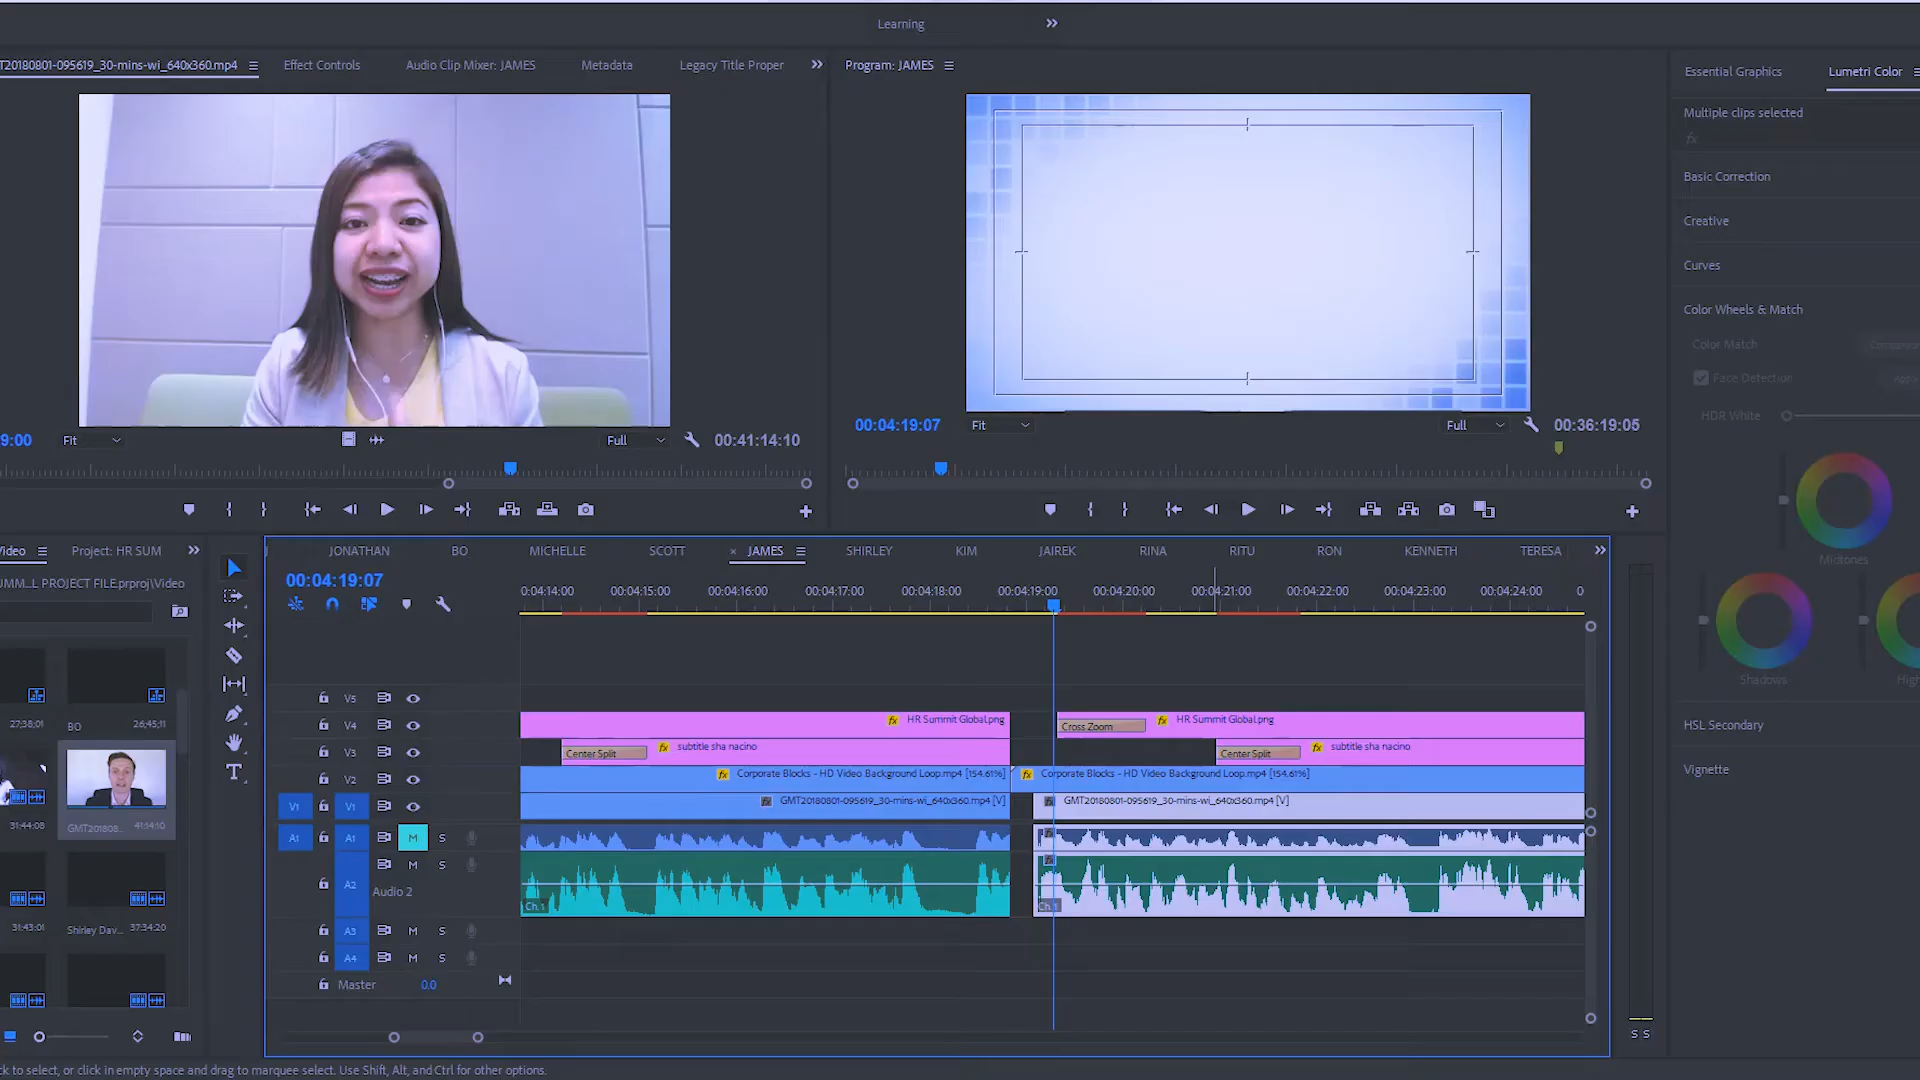 Learning
T20180801-095619_30-mins-wi_640x360.mp4
Effect Controls
Audio Clip Mixer: JAMES
Metadata
Legacy Title Proper
Program: JAMES
Essential Graphics
Lumetri Color
Multiple clips selected
fx
Basic Correction
Creative
Curves
Color Wheels & Match
Color Match
Face Detection
HDR White
Midtones
Shadows
HSL Secondary
Vignette
9:00
Fit
Full
00:41:14:10
00:04:19:07
Fit
Full
00:36:19:05
Video
Project: HR SUM
UMM...L PROJECT FILE.prproj\Video
27;38;01
BO
26;45;11
31:44:08
GMT201808...
41:14:10
31:43:01
Shirley Dav...
37:34:20
JONATHAN
BO
MICHELLE
SCOTT
× JAMES
SHIRLEY
KIM
JAIREK
RINA
RITU
RON
KENNETH
TERESA
00:04:19:07
0:04:14:00
00:04:15:00
00:04:16:00
00:04:17:00
00:04:18:00
00:04:19:00
00:04:20:00
00:04:21:00
00:04:22:00
00:04:23:00
00:04:24:00
0
V5
V4
fx HR Summit Global.png
Cross Zoom
fx HR Summit Global.png
V3
Center Split
fx subtitle sha nacino
Center Split
fx subtitle sha nacino
V2
fx Corporate Blocks - HD Video Background Loop.mp4 [154.61%]
fx Corporate Blocks - HD Video Background Loop.mp4 [154.61%]
V1
V1
fx GMT20180801-095619_30-mins-wi_640x360.mp4 [V]
fx GMT20180801-095619_30-mins-wi_640x360.mp4 [V]
A1
A1
M
S
A2
M
S
Audio 2
Ch. 1
A3
M
S
A4
M
S
Master
0.0
S S
ck to select, or click in empty space and drag to marquee select. Use Shift, Alt, and Ctrl for other options.